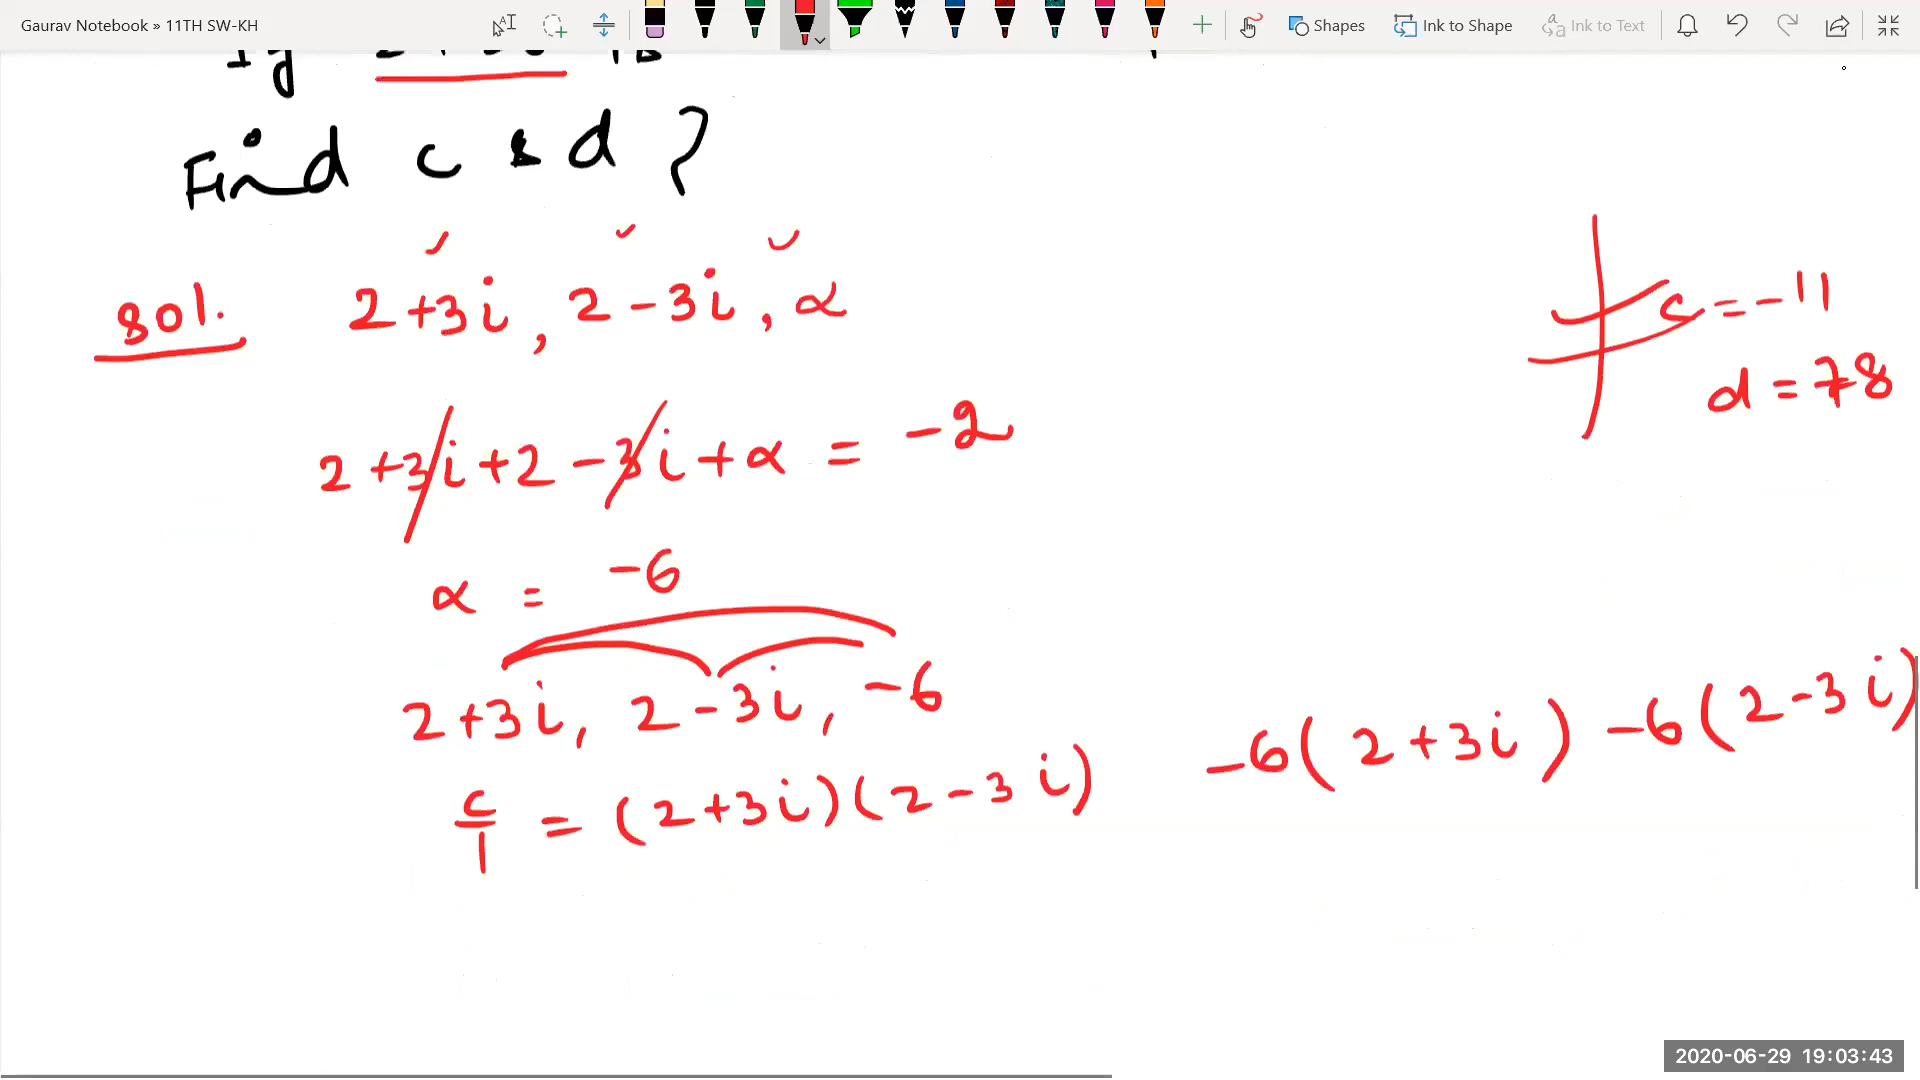 Gaurav Notebook » 11TH SW-KH
Shapes Ink to Shape Ink to Text
Find c & d ?
Sol. 2+3i, 2-3i, α
c = -11
d = 78
2+3i+2-3i+α = -2
α = -6
2+3i, 2-3i, -6
c/1 = (2+3i)(2-3i) -6(2+3i) -6(2-3i)
2020-06-29 19:03:43